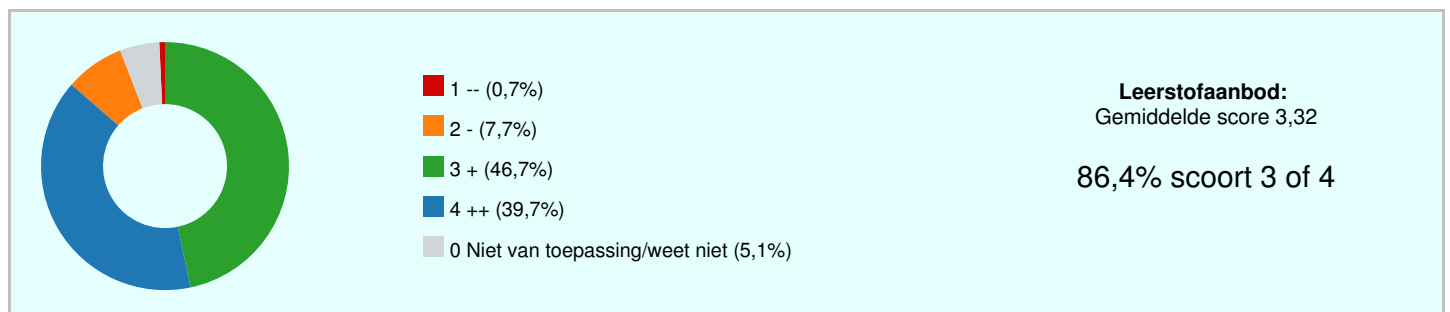 1 -- (0,7%)
2 - (7,7%)
3 + (46,7%)
4 ++ (39,7%)
0 Niet van toepassing/weet niet (5,1%)
Leerstofaanbod:
Gemiddelde score 3,32
86,4% scoort 3 of 4